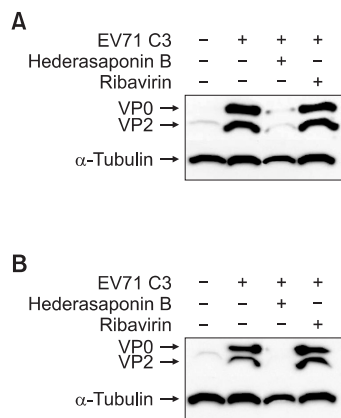 A
EV71 C3 – + + +
Hederasaponin B – – + –
Ribavirin – – – +
VP0
VP2
α-Tubulin
B
EV71 C3 – + + +
Hederasaponin B – – + –
Ribavirin – – – +
VP0
VP2
α-Tubulin